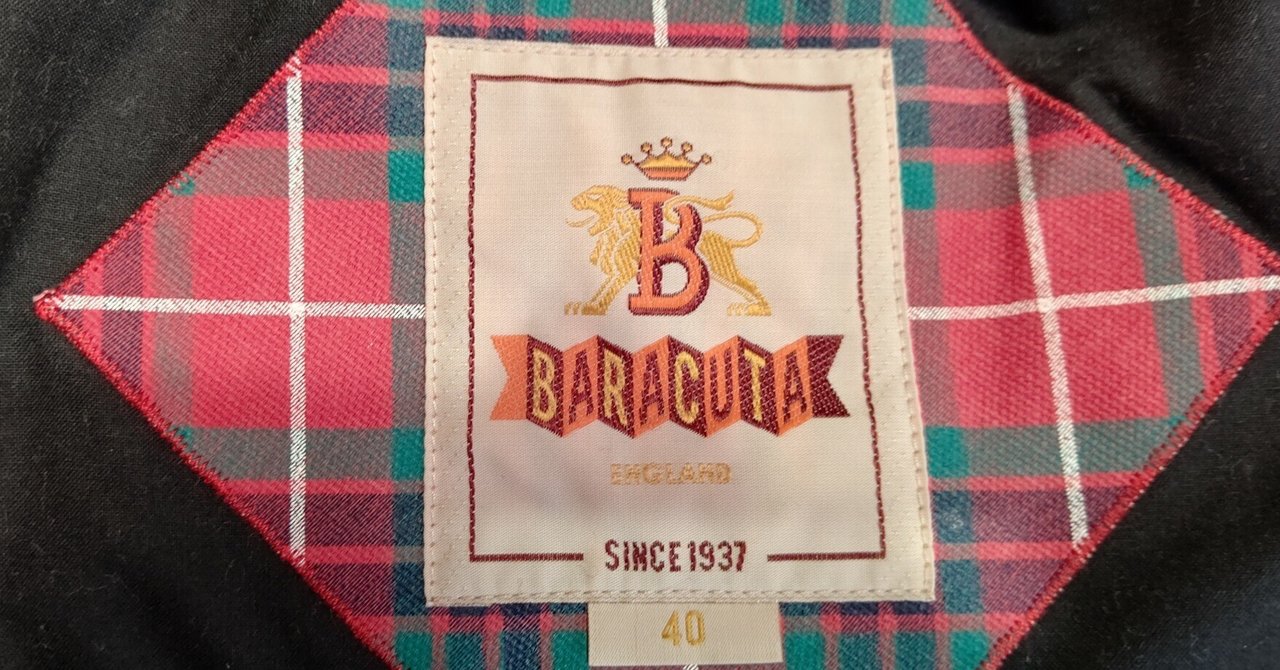 B
BARACUTA
ENGLAND
SINCE 1937
40